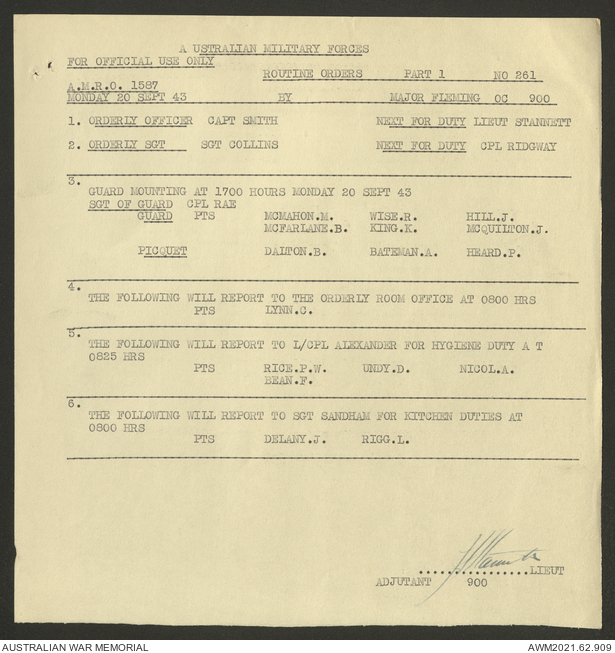 A USTRALIAN MILITARY FORCES
FOR OFFICIAL USE ONLY
ROUTINE ORDERS PART 1 NO 261
A.M.R.O. 1587
MONDAY 20 SEPT 43 BY MAJOR FLEMING OC 900
1. ORDERLY OFFICER CAPT SMITH NEXT FOR DUTY LIEUT STANNETT
2. ORDERLY SGT SGT COLLINS NEXT FOR DUTY CPL RIDGWAY
3.
GUARD MOUNTING AT 1700 HOURS MONDAY 20 SEPT 43
SGT OF GUARD CPL RAE
GUARD PTS MCMAHON.M. WISE.R. HILL.J.
MCFARLANE.B. KING.K. MCQUILTON.J.
PICQUET DALTON.B. BATEMAN.A. HEARD.P.
4.
THE FOLLOWING WILL REPORT TO THE ORDERLY ROOM OFFICE AT 0800 HRS
PTS LYNN.C.
5.
THE FOLLOWING WILL REPORT TO L/CPL ALEXANDER FOR HYGIENE DUTY A T
0825 HRS
PTS RICE.P.W. UNDY.D. NICOL.A.
BEAN.F.
6.
THE FOLLOWING WILL REPORT TO SGT SANDHAM FOR KITCHEN DUTIES AT
0800 HRS
PTS DELANY.J. RIGG.L.
................LIEUT
ADJUTANT 900
AUSTRALIAN WAR MEMORIAL AWM2021.62.909